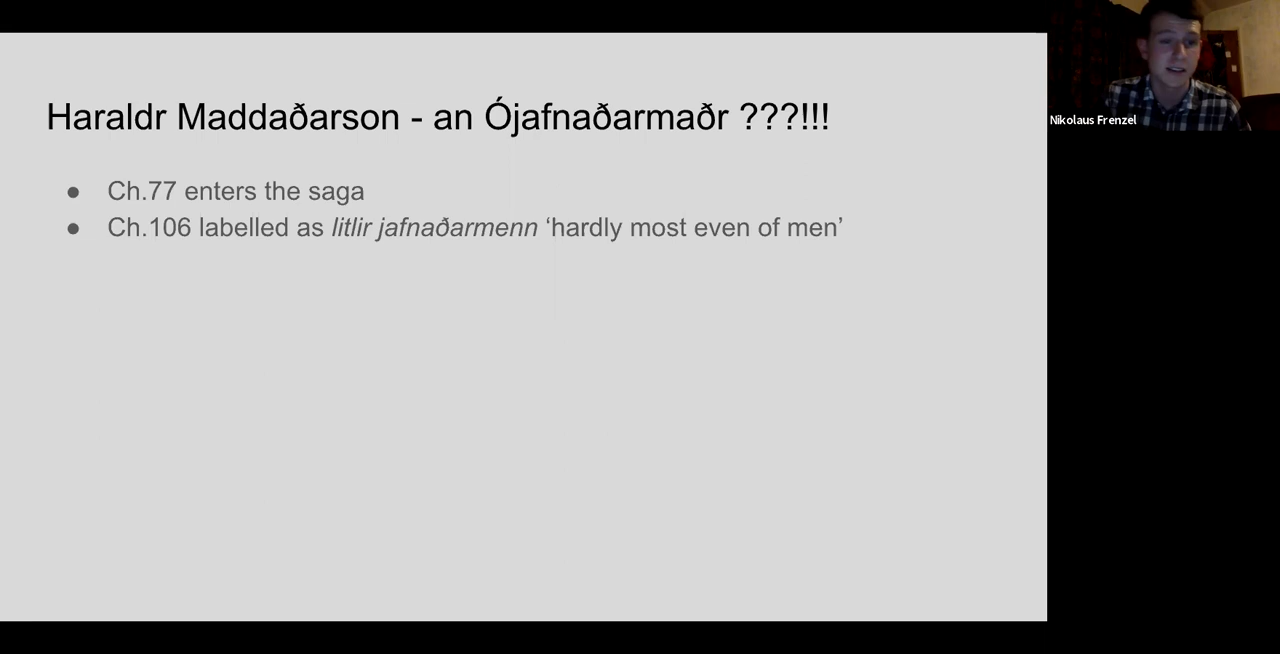 Haraldr Maddaðarson - an Ójafnaðarmaðr ???!!!
● Ch.77 enters the saga
● Ch.106 labelled as litlir jafnaðarmenn ‘hardly most even of men’
Nikolaus Frenzel